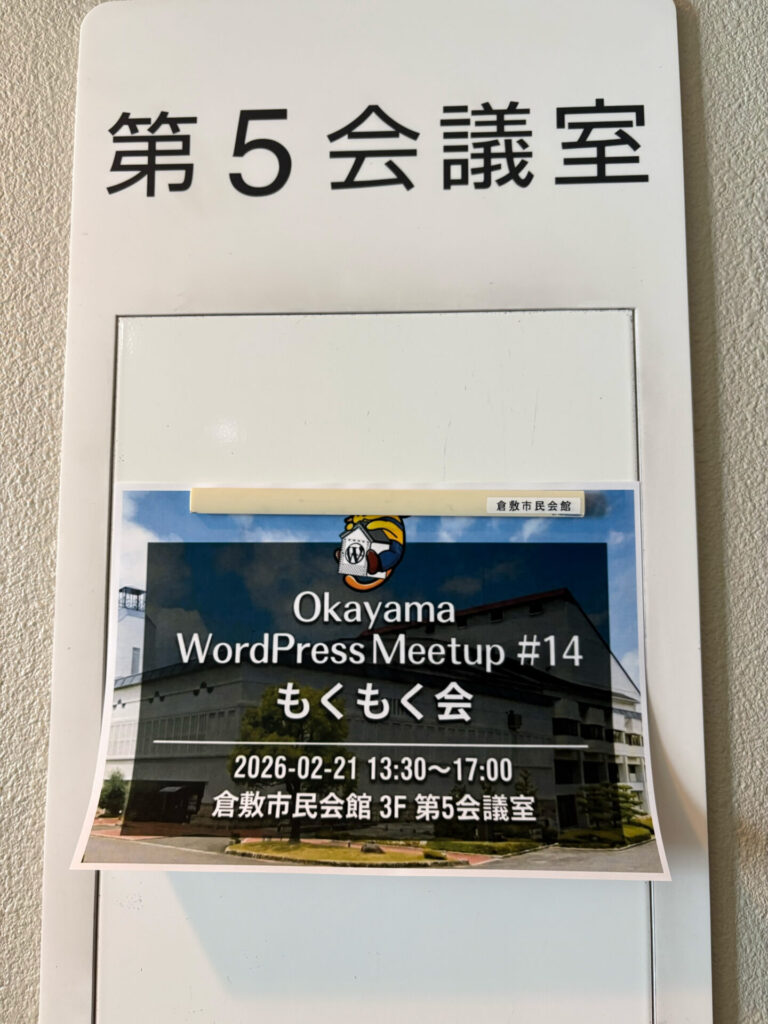 第5会議室
倉敷市民会館
Okayama
WordPress Meetup #14
もくもく会
2026-02-21 13:30〜17:00
倉敷市民会館 3F 第5会議室